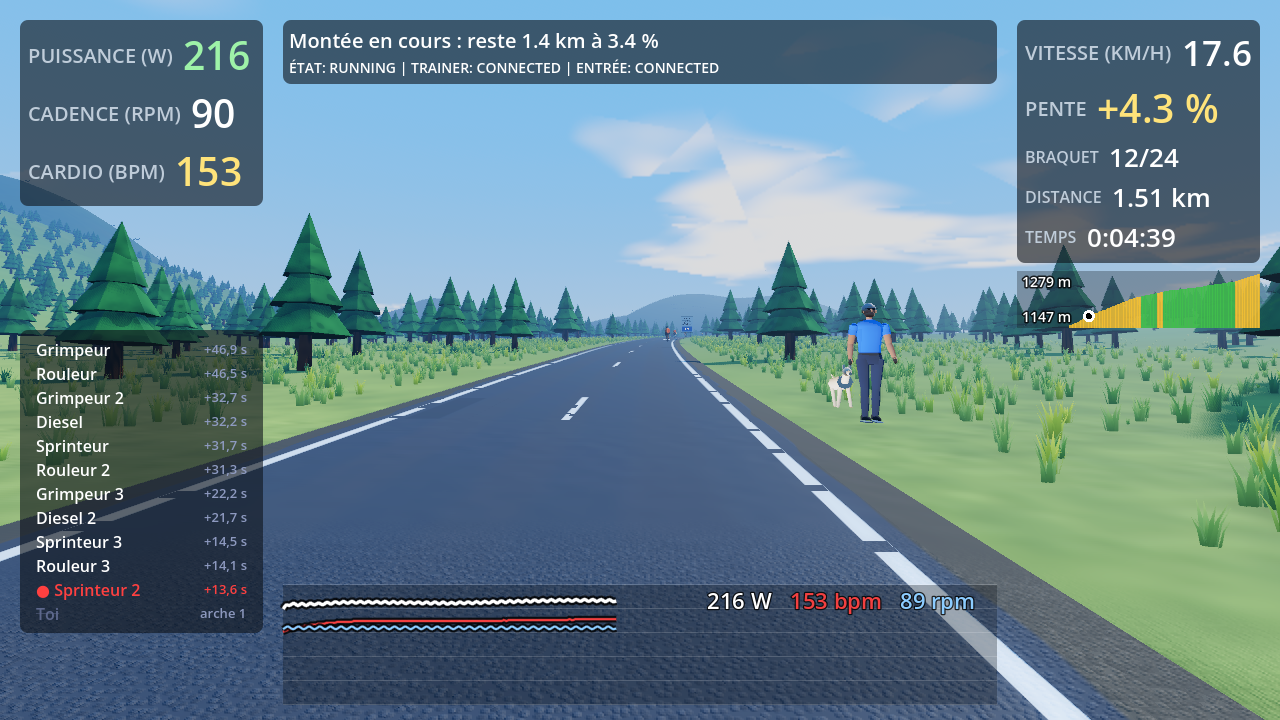 PUISSANCE (W) 216
CADENCE (RPM) 90
CARDIO (BPM) 153
Montée en cours : reste 1.4 km à 3.4 %
ÉTAT: RUNNING | TRAINER: CONNECTED | ENTRÉE: CONNECTED
VITESSE (KM/H) 17.6
PENTE +4.3 %
BRAQUET 12/24
DISTANCE 1.51 km
TEMPS 0:04:39
1279 m
1147 m
Grimpeur +46,9 s
Rouleur +46,5 s
Grimpeur 2 +32,7 s
Diesel +32,2 s
Sprinteur +31,7 s
Rouleur 2 +31,3 s
Grimpeur 3 +22,2 s
Diesel 2 +21,7 s
Sprinteur 3 +14,5 s
Rouleur 3 +14,1 s
Sprinteur 2 +13,6 s
Toi arche 1
216 W 153 bpm 89 rpm